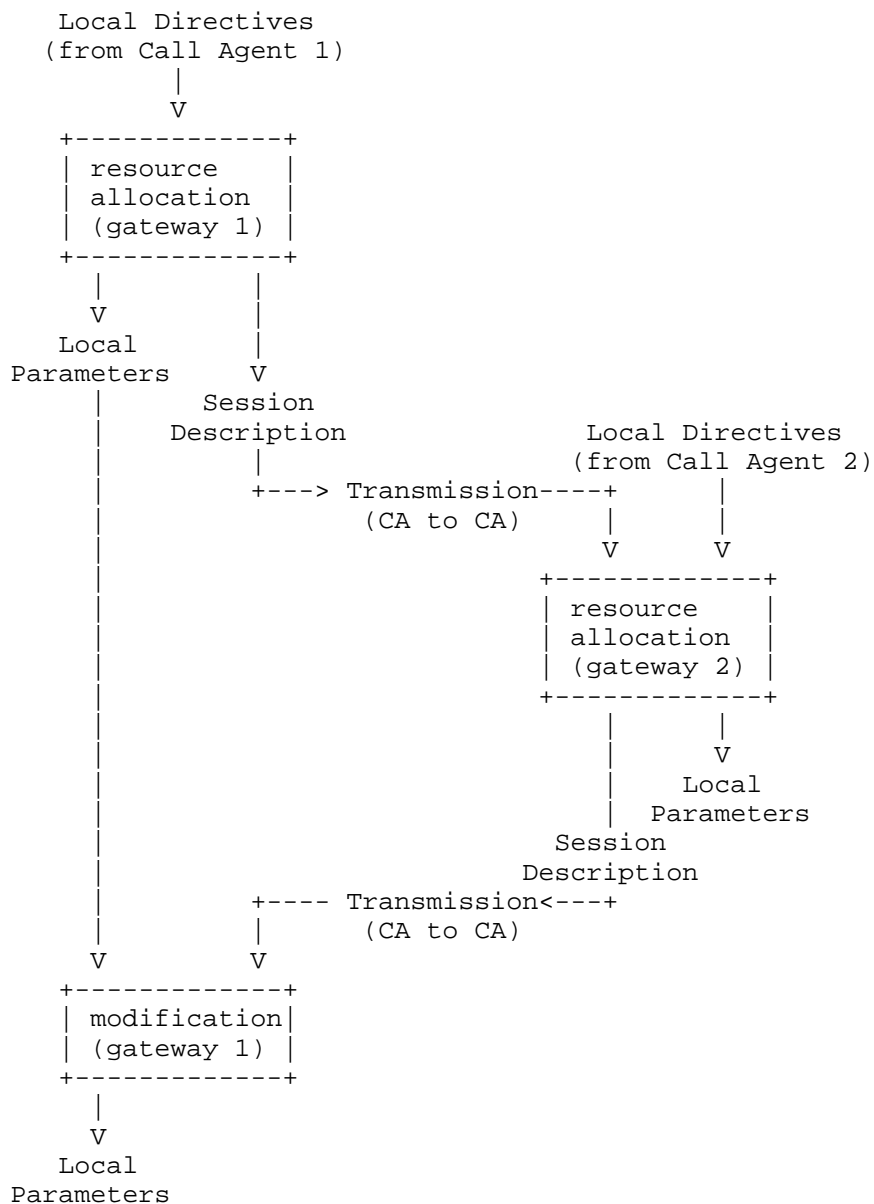 Local Directives
(from Call Agent 1)
|
V
+-------------+
| resource    |
| allocation  |
| (gateway 1) |
+-------------+
|          |
V          |
Local         |
Parameters     V
|      Session
|    Description               Local Directives
|         |                   (from Call Agent 2)
|         +---> Transmission----+      |
|                (CA to CA)     |      |
|                               V      V
|                           +-------------+
|                           | resource    |
|                           | allocation  |
|                           | (gateway 2) |
|                           +-------------+
|                               |      |
|                               |      V
|                               |    Local
|                               |  Parameters
|                            Session
|                          Description
|         +---- Transmission<---+
|         |      (CA to CA)
V         V
+-------------+
| modification|
| (gateway 1) |
+-------------+
|
V
Local
Parameters